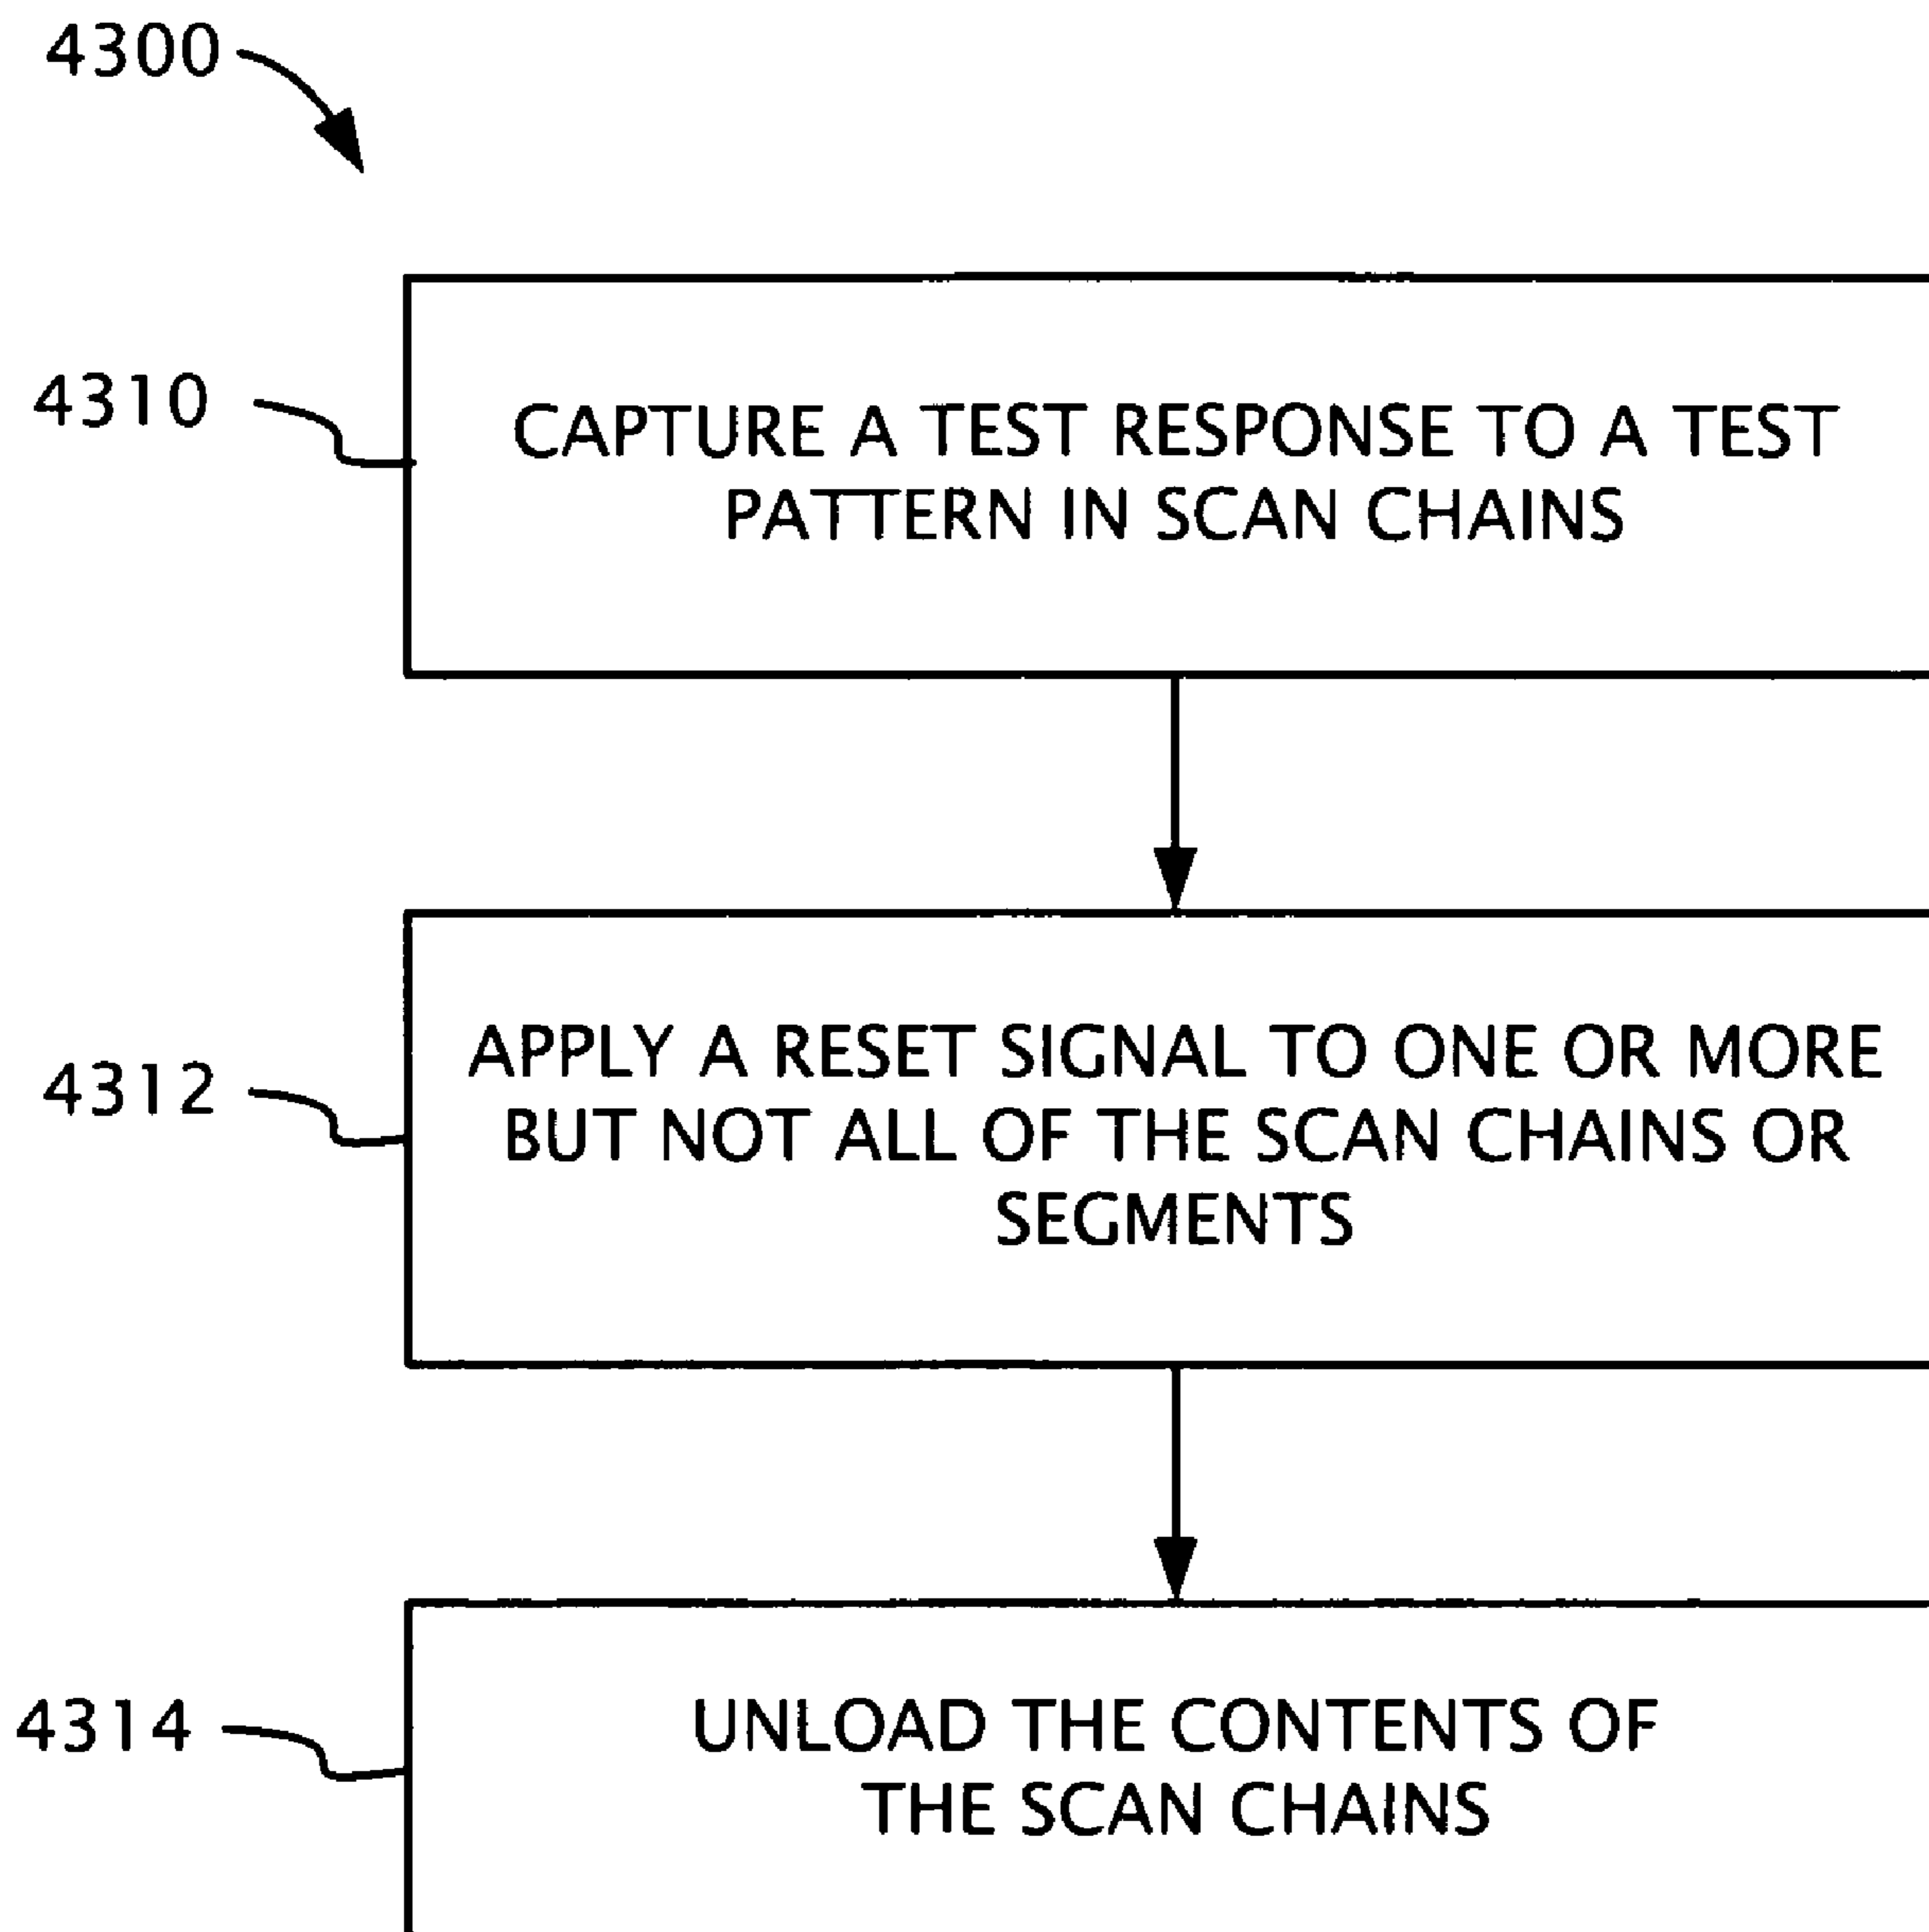 4300
4310
CAPTURE A TEST RESPONSE TO A TEST
PATTERN IN SCAN CHAINS
4312
APPLY A RESET SIGNAL TO ONE OR MORE
BUT NOT ALL OF THE SCAN CHAINS OR
SEGMENTS
4314
UNLOAD THE CONTENTS OF
THE SCAN CHAINS